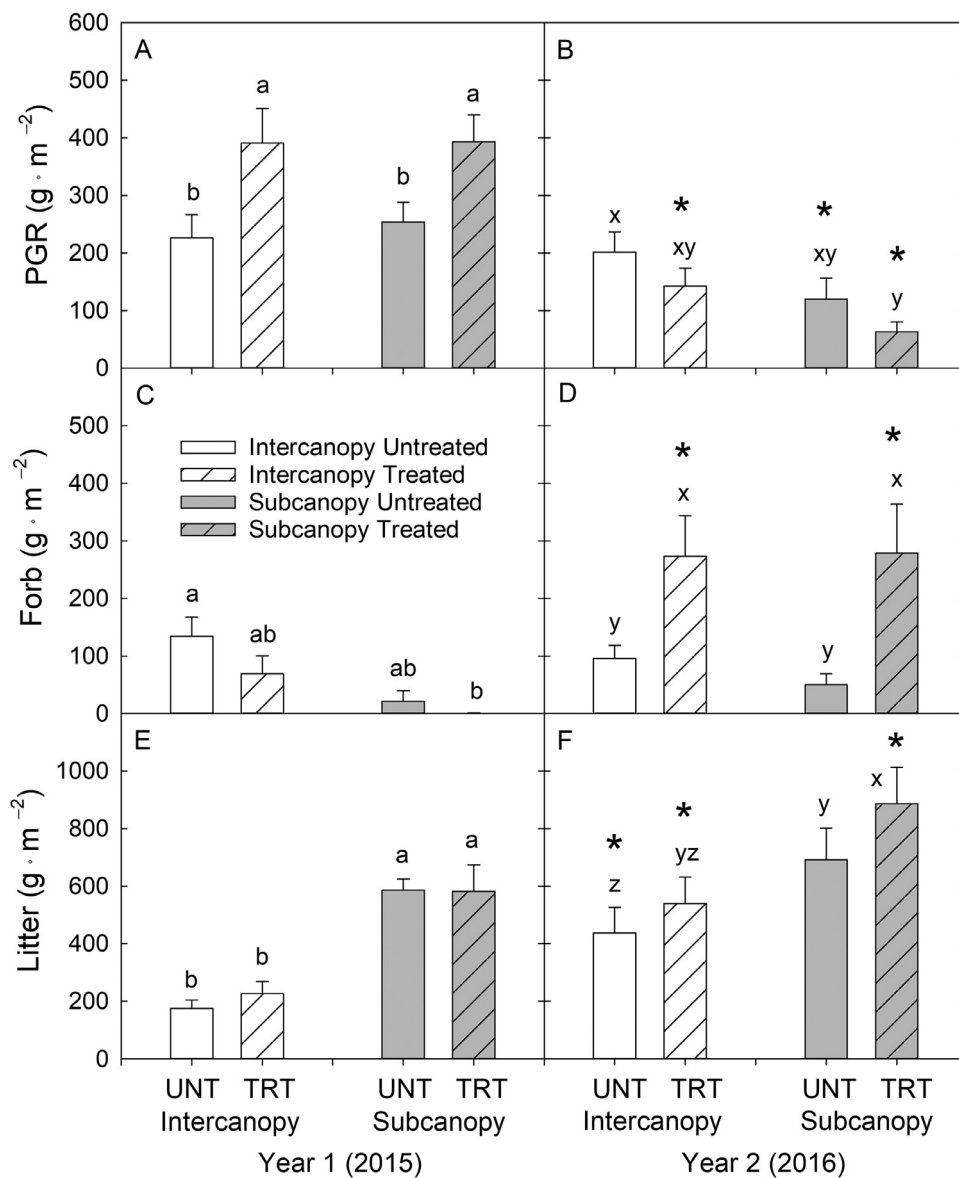 PGR (g · m⁻²)
600
500
400
300
200
100
0
A
b
a
b
a
B
x
*
xy
*
xy
*
y
Forb (g · m⁻²)
500
400
300
200
100
0
C
Intercanopy Untreated
Intercanopy Treated
Subcanopy Untreated
Subcanopy Treated
a
ab
ab
b
D
y
*
x
y
*
x
Litter (g · m⁻²)
1000
800
600
400
200
0
E
b
b
a
a
F
*
z
*
yz
y
*
x
UNT TRT UNT TRT
Intercanopy Subcanopy
Year 1 (2015)
UNT TRT UNT TRT
Intercanopy Subcanopy
Year 2 (2016)